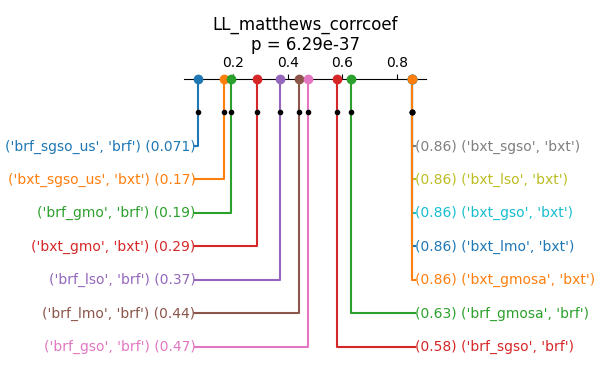 LL_matthews_corrcoef
p = 6.29e-37
0.2 0.4 0.6 0.8
('brf_sgso_us', 'brf') (0.071)
('bxt_sgso_us', 'bxt') (0.17)
('brf_gmo', 'brf') (0.19)
('bxt_gmo', 'bxt') (0.29)
('brf_lso', 'brf') (0.37)
('brf_lmo', 'brf') (0.44)
('brf_gso', 'brf') (0.47)
(0.86) ('bxt_sgso', 'bxt')
(0.86) ('bxt_lso', 'bxt')
(0.86) ('bxt_gso', 'bxt')
(0.86) ('bxt_lmo', 'bxt')
(0.86) ('bxt_gmosa', 'bxt')
(0.63) ('brf_gmosa', 'brf')
(0.58) ('brf_sgso', 'brf')